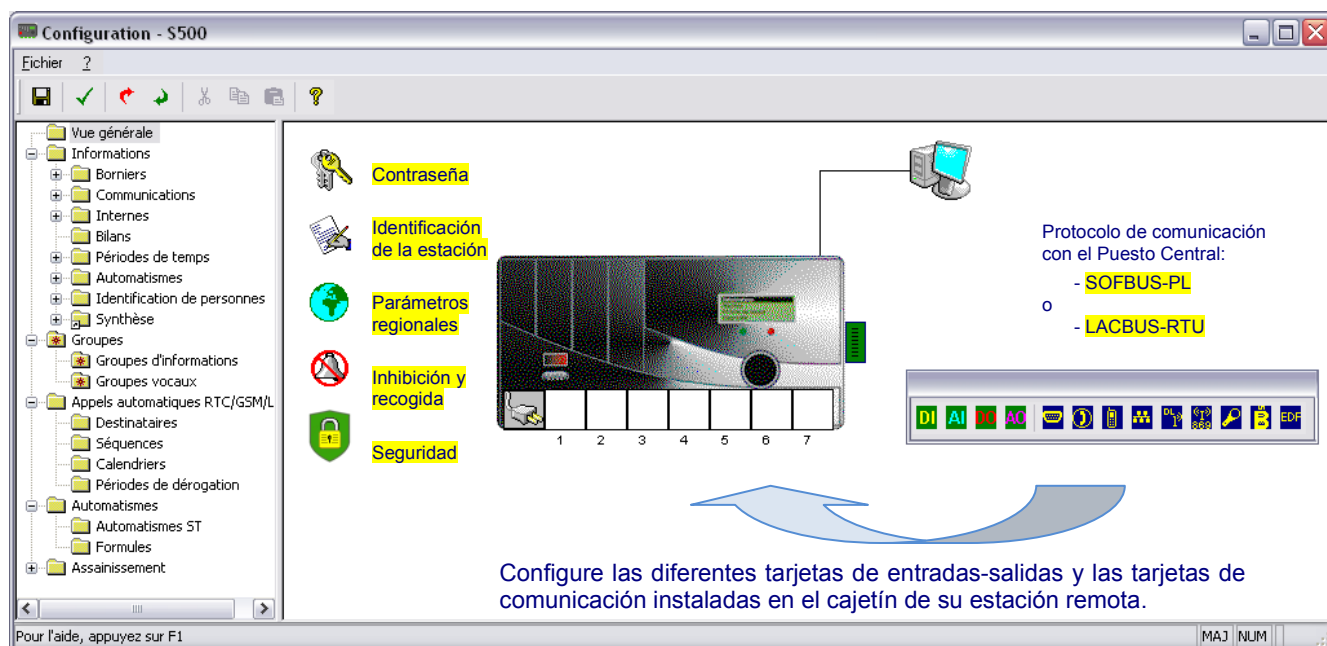 Configuration - S500
Fichier ?
Vue générale
Informations
Borniers
Communications
Internes
Bilans
Périodes de temps
Automatismes
Identification de personnes
Synthèse
Groupes
Groupes d'informations
Groupes vocaux
Appels automatiques RTC/GSM/L
Destinataires
Séquences
Calendriers
Périodes de dérogation
Automatismes
Automatismes ST
Formules
Assainissement
Contraseña
Identificación
de la estación
Parámetros
regionales
Inhibición y
recogida
Seguridad
1 2 3 4 5 6 7
Protocolo de comunicación
con el Puesto Central:
- SOFBUS-PL
o
- LACBUS-RTU
DI AI DO AO DL 869 EDF
Configure las diferentes tarjetas de entradas-salidas y las tarjetas de
comunicación instaladas en el cajetín de su estación remota.
Pour l'aide, appuyez sur F1
MAJ NUM